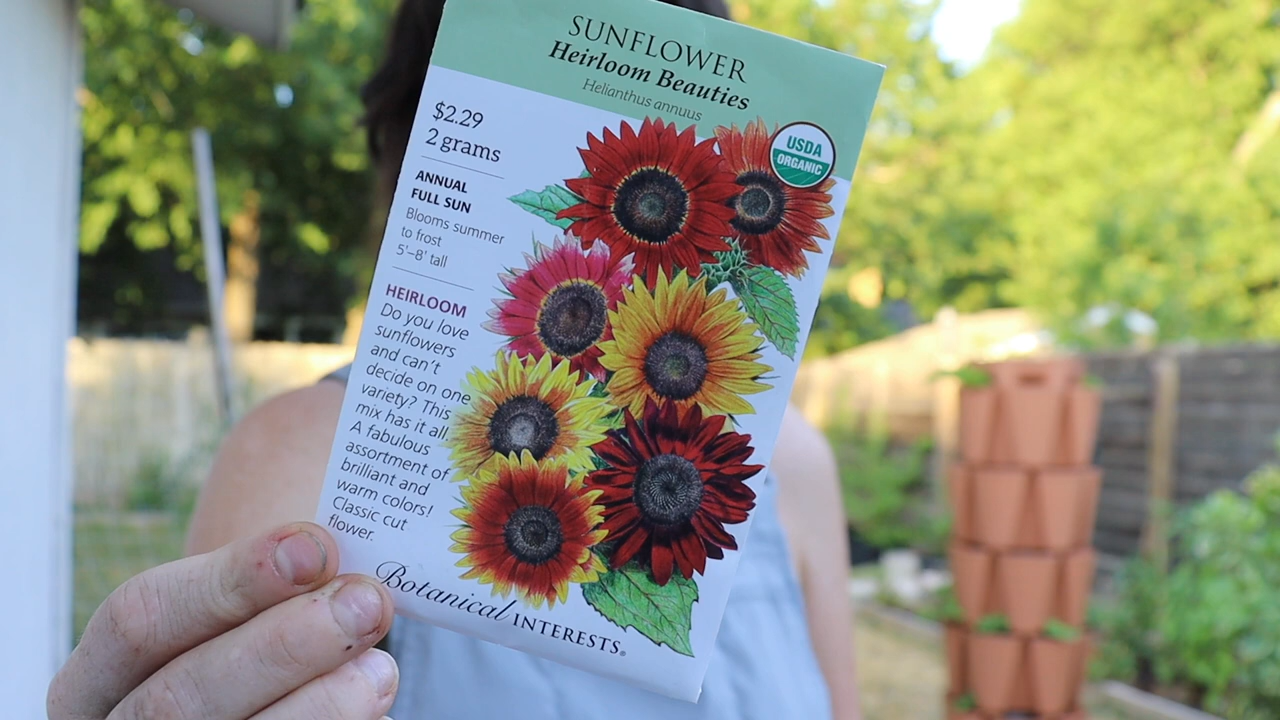 SUNFLOWER
Heirloom Beauties
Helianthus annuus
$2.29
2 grams
USDA
ORGANIC
ANNUAL
FULL SUN
Blooms summer
to frost
5'–8' tall
HEIRLOOM
Do you love
sunflowers
and can't
decide on one
variety? This
mix has it all.
A fabulous
assortment of
brilliant and
warm colors!
Classic cut
flower.
Botanical INTERESTS®